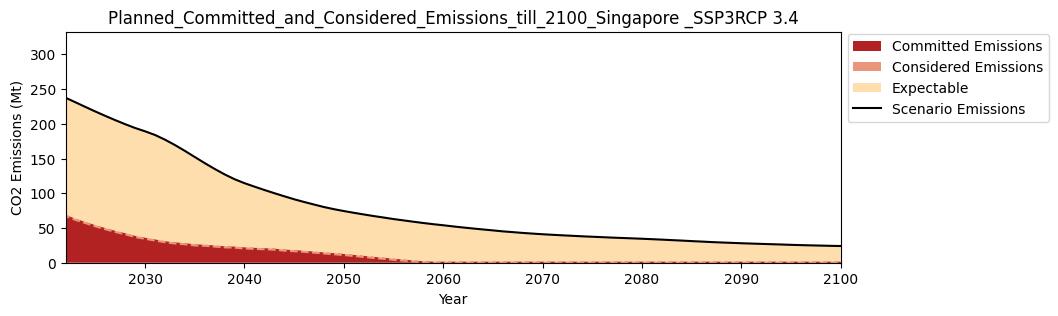 Planned_Committed_and_Considered_Emissions_till_2100_Singapore _SSP3RCP 3.4
Committed Emissions
Considered Emissions
Expectable
Scenario Emissions
CO2 Emissions (Mt)
300
250
200
150
100
50
0
2030 2040 2050 2060 2070 2080 2090 2100
Year